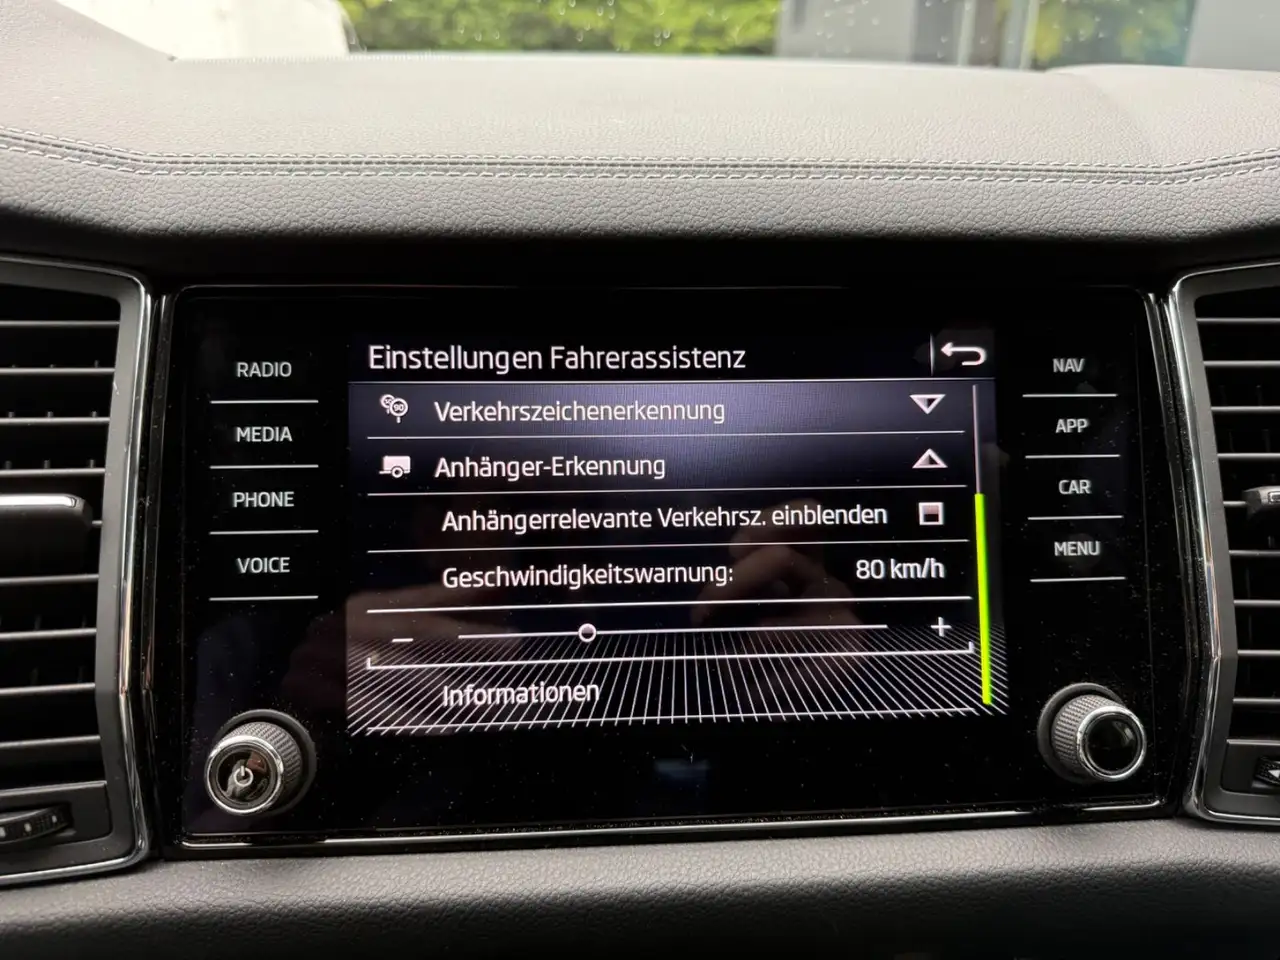 Einstellungen Fahrerassistenz
RADIO
MEDIA
PHONE
VOICE
Verkehrszeichenerkennung
Anhänger-Erkennung
Anhängerrelevante Verkehrsz. einblenden
Geschwindigkeitswarnung: 80 km/h
- +
Informationen
NAV
APP
CAR
MENU